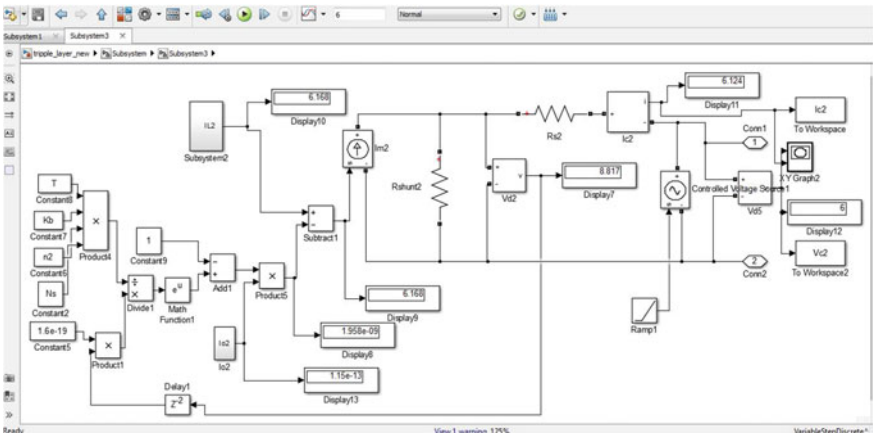 6
Normal
Subsystem1
Subsystem3
tripple_layer_new
Subsystem
Subsystem3
IL2
Subsystem2
6.168
Display10
Im2
Rshunt2
Rs2
Ic2
6.124
Display11
Ic2
To Workspace
Conn1
1
XY Graph2
Vd2
8.817
Display7
Controlled Voltage Source1
Vd5
6
Display12
Vc2
To Workspace2
2
Conn2
Ramp1
T
Constant8
Kb
Constant7
n2
Constant6
Ns
Constant2
Product4
1
Constant9
Subtract1
Divide1
Math
Function1
Add1
Product5
6.168
Display9
1.6e-19
Constant5
Product1
Io2
Io2
1.958e-09
Display8
1.15e-13
Display13
Delay1
Z-2
Ready
View 1 warning
125%
VariableStepDiscrete